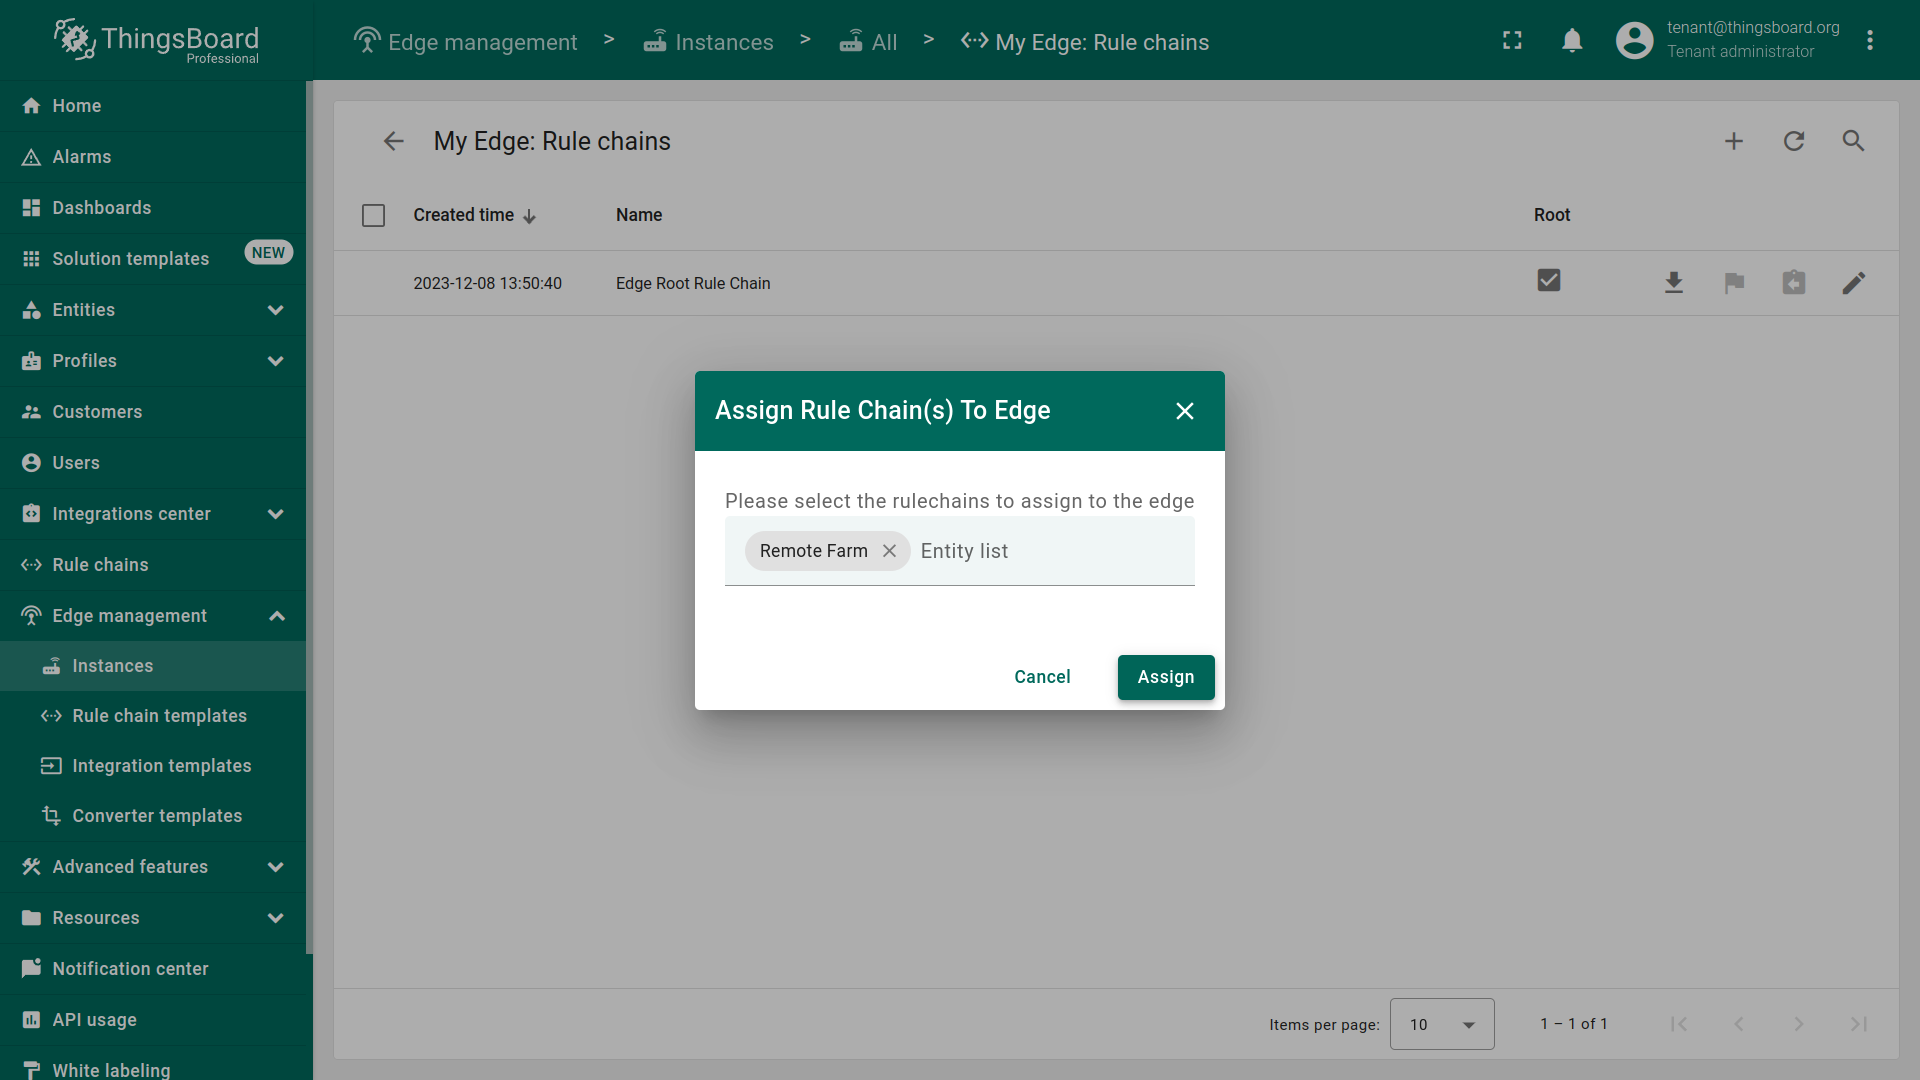 ThingsBoard
Professional
Edge management > Instances > All > My Edge: Rule chains
tenant@thingsboard.org
Tenant administrator
Home
Alarms
Dashboards
Solution templates NEW
Entities
Profiles
Customers
Users
Integrations center
Rule chains
Edge management
Instances
Rule chain templates
Integration templates
Converter templates
Advanced features
Resources
Notification center
API usage
White labeling
My Edge: Rule chains
Created time Name Root
2023-12-08 13:50:40 Edge Root Rule Chain
Assign Rule Chain(s) To Edge
Please select the rulechains to assign to the edge
Remote Farm Entity list
Cancel Assign
Items per page: 10 1 – 1 of 1